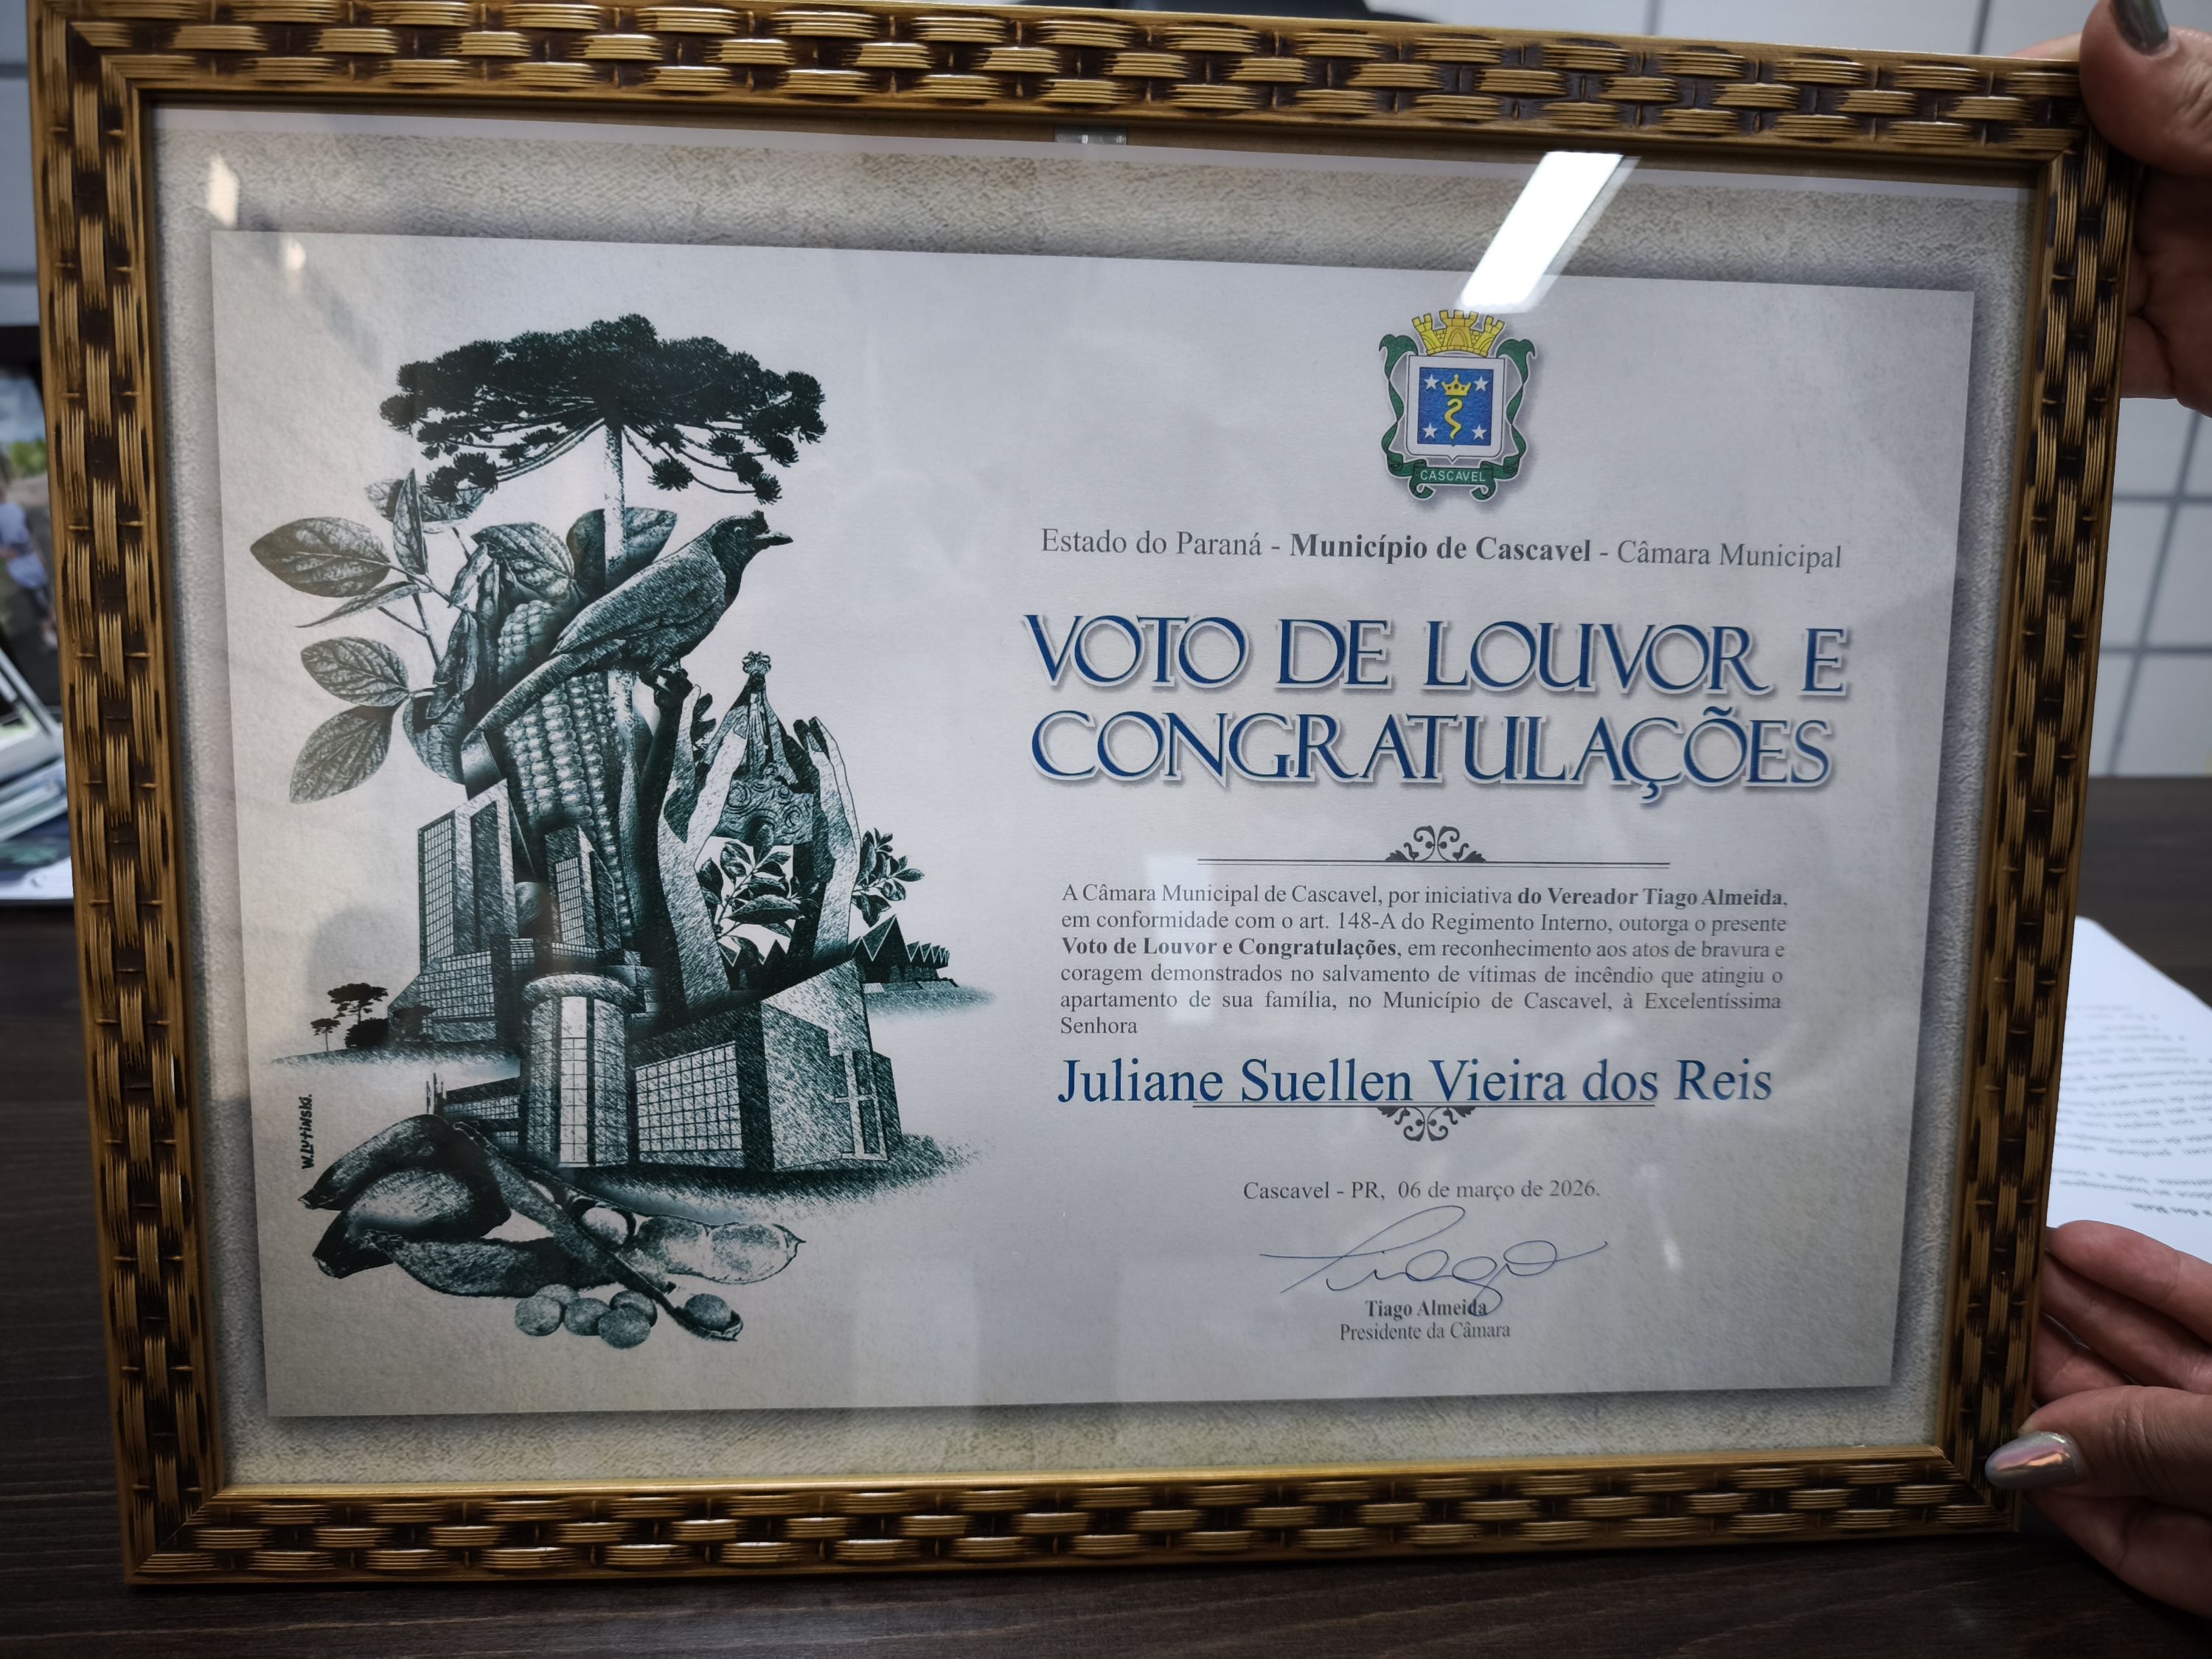 CASCAVEL
Estado do Paraná - Município de Cascavel - Câmara Municipal
VOTO DE LOUVOR E
CONGRATULAÇÕES
A Câmara Municipal de Cascavel, por iniciativa do Vereador Tiago Almeida,
em conformidade com o art. 148-A do Regimento Interno, outorga o presente
Voto de Louvor e Congratulações, em reconhecimento aos atos de bravura e
coragem demonstrados no salvamento de vítimas de incêndio que atingiu o
apartamento de sua família, no Município de Cascavel, à Excelentíssima
Senhora
Juliane Suellen Vieira dos Reis
W.Lytinski.
Cascavel - PR, 06 de março de 2026.
Tiago
Tiago Almeida
Presidente da Câmara